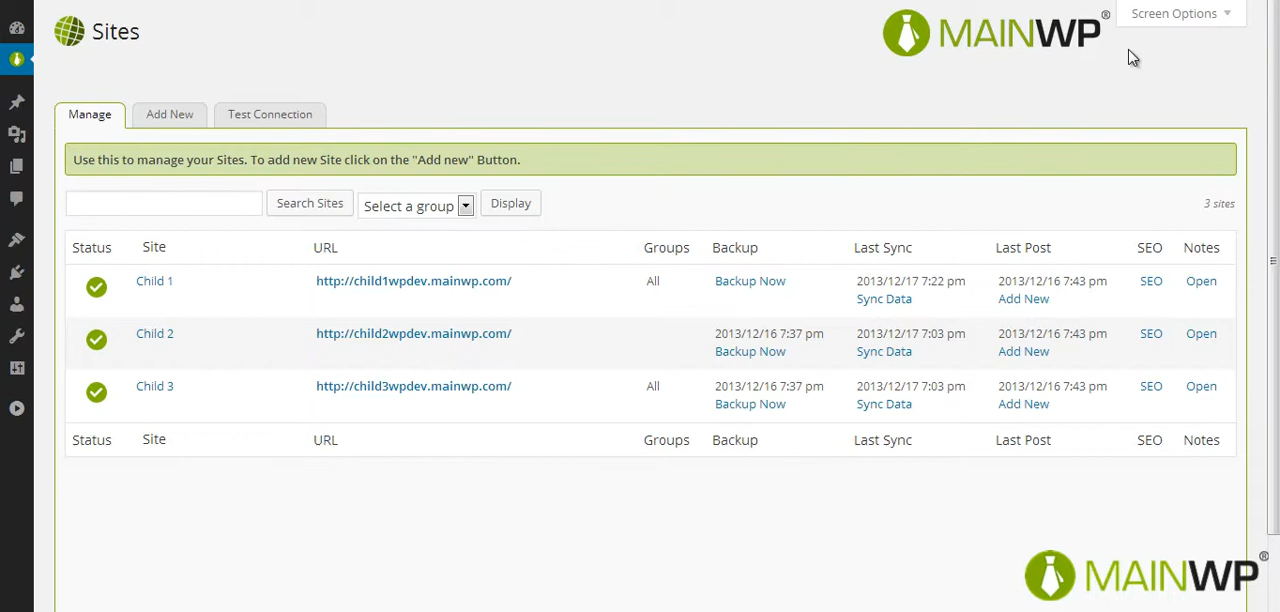 Sites
MAINWP®
Screen Options
Manage
Add New
Test Connection
Use this to manage your Sites. To add new Site click on the "Add new" Button.
Search Sites
Select a group
Display
3 sites
Status Site URL Groups Backup Last Sync Last Post SEO Notes
Child 1 http://child1wpdev.mainwp.com/ All Backup Now 2013/12/17 7:22 pm 2013/12/16 7:43 pm SEO Open
Sync Data Add New
Child 2 http://child2wpdev.mainwp.com/ 2013/12/16 7:37 pm 2013/12/17 7:03 pm 2013/12/16 7:43 pm SEO Open
Backup Now Sync Data Add New
Child 3 http://child3wpdev.mainwp.com/ All 2013/12/16 7:37 pm 2013/12/17 7:03 pm 2013/12/16 7:43 pm SEO Open
Backup Now Sync Data Add New
Status Site URL Groups Backup Last Sync Last Post SEO Notes
MAINWP®